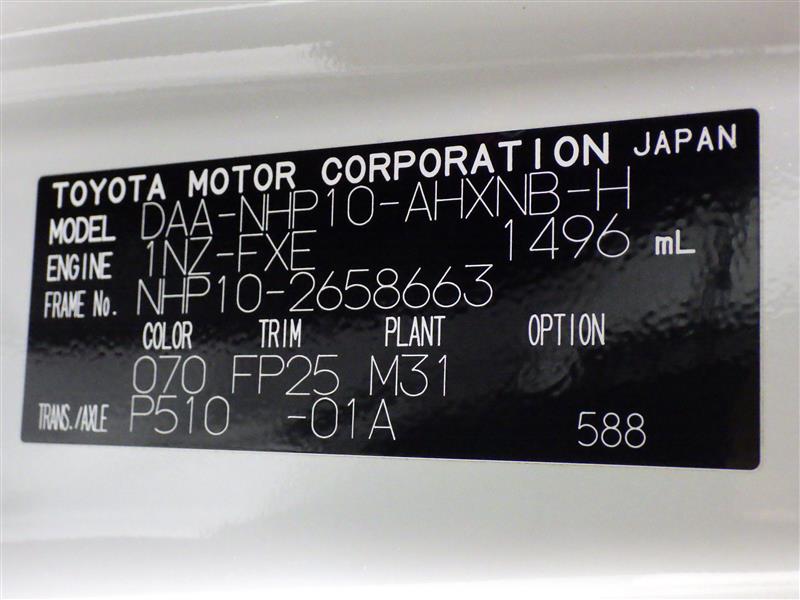 TOYOTA MOTOR CORPORATION JAPAN
MODEL DAA-NHP10-AHXNB-H
ENGINE 1NZ-FXE 1496 mL
FRAME No. NHP10-2658663
COLOR TRIM PLANT OPTION
070 FP25 M31
TRANS./AXLE P510 -01A 588